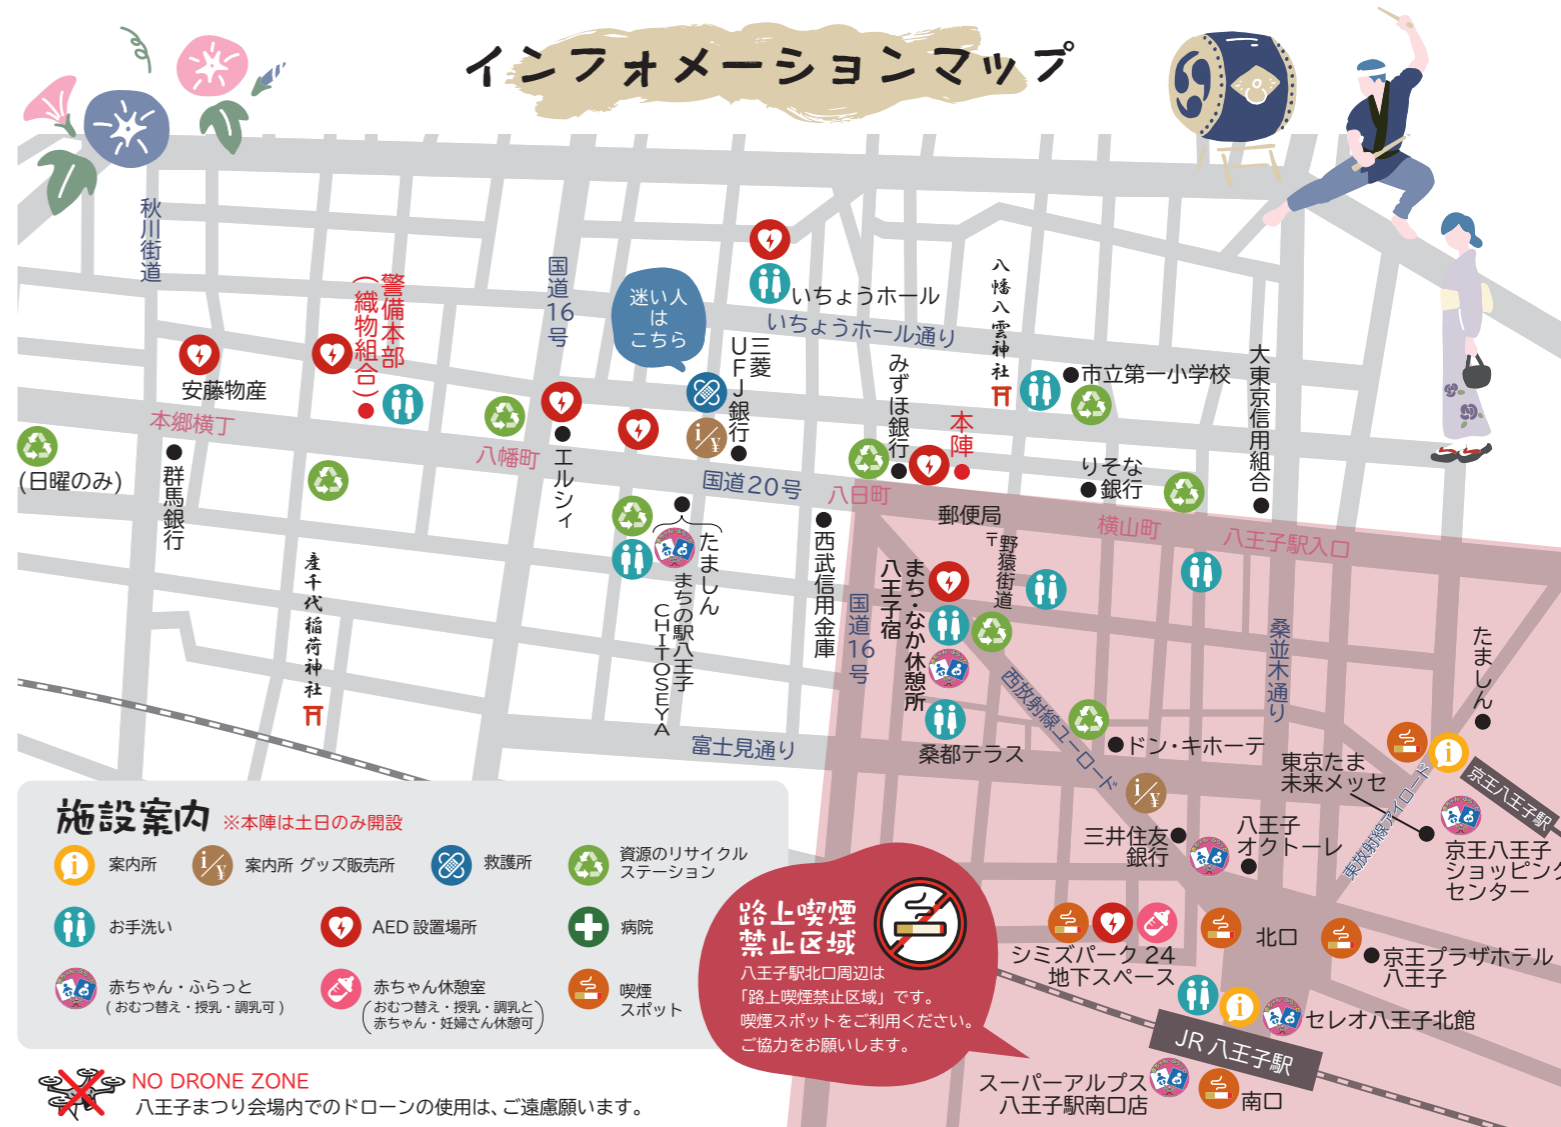 インフォメーションマップ
秋川街道
警備本部
(織物組合)
国道16号
迷い人
は
こちら
いちょうホール
いちょうホール通り
三菱
UFJ銀行
みずほ銀行
八幡八雲神社
市立第一小学校
大東京信用組合
安藤物産
本郷横丁
(日曜のみ)
群馬銀行
八幡町
エルシィ
国道20号
八日町
本陣
りそな
銀行
横山町
八王子駅入口
郵便局
〒
野猿街道
産千代稲荷神社
たましん
まちの駅八王子
CHITOSEYA
西武信用金庫
国道16号
まち・なか休憩所
八王子宿
桑並木通り
たましん
西放射線ユーロード
富士見通り
桑都テラス
ドン・キホーテ
東京たま
未来メッセ
京王八王子駅
東放射線アイロード
三井住友
銀行
八王子
オクトーレ
京王八王子
ショッピング
センター
北口
シミズパーク 24
地下スペース
京王プラザホテル
八王子
セレオ八王子北館
JR 八王子駅
スーパーアルプス
八王子駅南口店
南口
施設案内 ※本陣は土日のみ開設
案内所
案内所 グッズ販売所
救護所
資源のリサイクル
ステーション
お手洗い
AED 設置場所
病院
赤ちゃん・ふらっと
(おむつ替え・授乳・調乳可)
赤ちゃん休憩室
(おむつ替え・授乳・調乳と
赤ちゃん・妊婦さん休憩可)
喫煙
スポット
路上喫煙
禁止区域
八王子駅北口周辺は
「路上喫煙禁止区域」です。
喫煙スポットをご利用ください。
ご協力をお願いします。
NO DRONE ZONE
八王子まつり会場内でのドローンの使用は、ご遠慮願います。